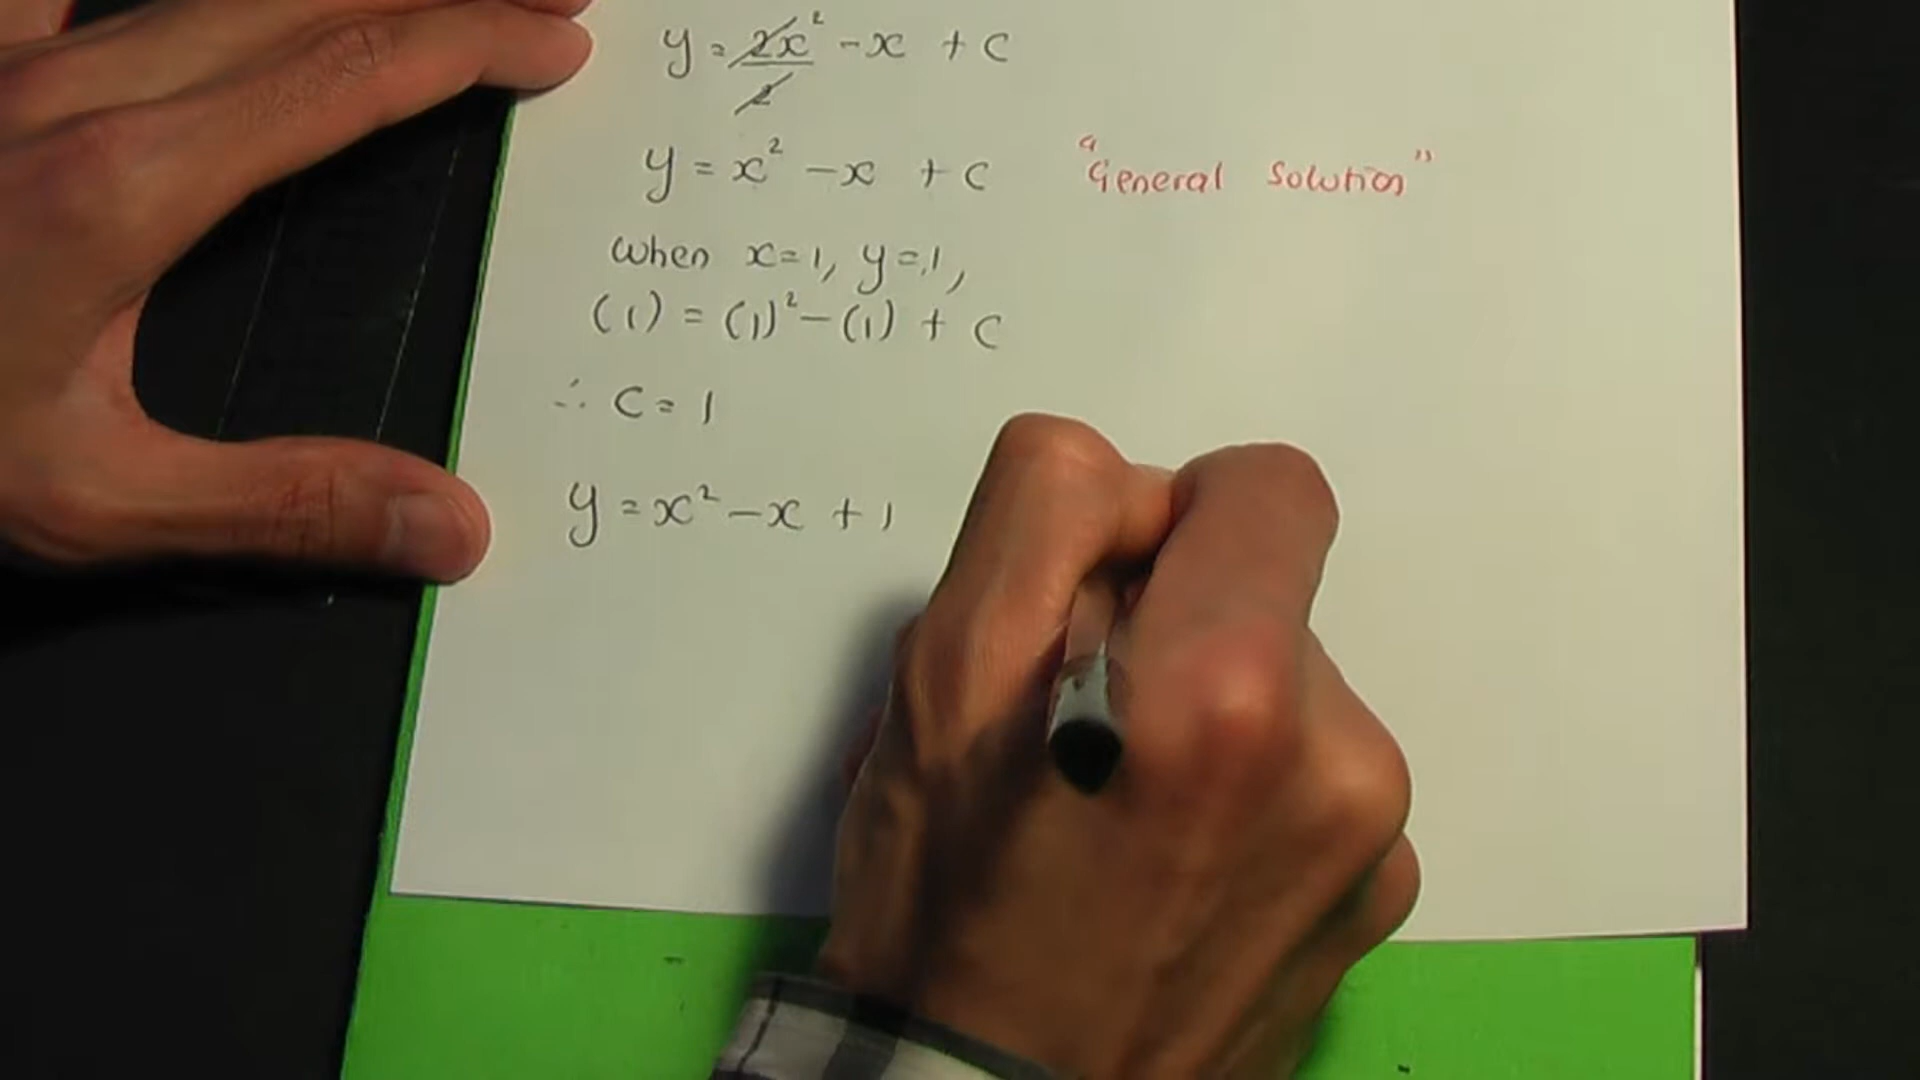 y = 2x²/2 - x + C
y = x² - x + C "General Solution"
when x=1, y=1,
(1) = (1)² - (1) + C
∴ C = 1
y = x² - x + 1